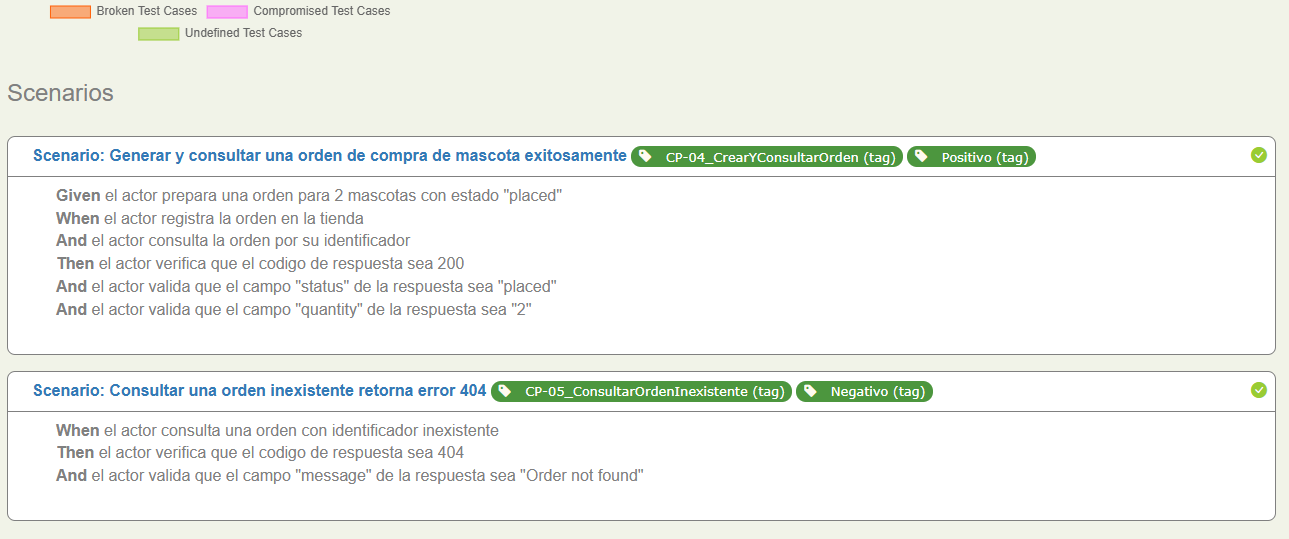 Broken Test Cases Compromised Test Cases
Undefined Test Cases
Scenarios
Scenario: Generar y consultar una orden de compra de mascota exitosamente CP-04_CrearYConsultarOrden (tag) Positivo (tag)
Given el actor prepara una orden para 2 mascotas con estado "placed"
When el actor registra la orden en la tienda
And el actor consulta la orden por su identificador
Then el actor verifica que el codigo de respuesta sea 200
And el actor valida que el campo "status" de la respuesta sea "placed"
And el actor valida que el campo "quantity" de la respuesta sea "2"
Scenario: Consultar una orden inexistente retorna error 404 CP-05_ConsultarOrdenInexistente (tag) Negativo (tag)
When el actor consulta una orden con identificador inexistente
Then el actor verifica que el codigo de respuesta sea 404
And el actor valida que el campo "message" de la respuesta sea "Order not found"